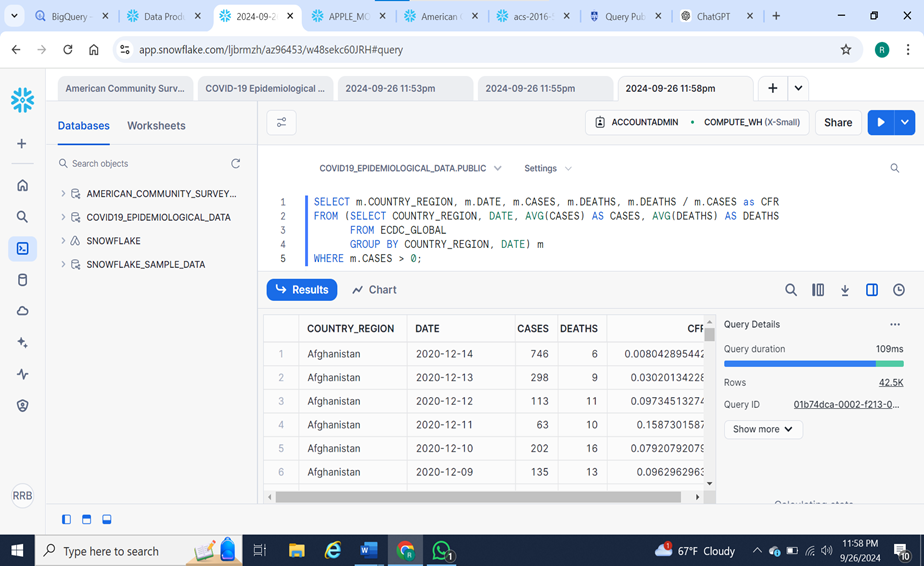 BigQuery -
Data Produ
2024-09-2
APPLE_MO
American
acs-2016-5
Query Pub
ChatGPT
app.snowflake.com/ljbrmzh/az96453/w48sekc60JRH#query
R
American Community Surv...
COVID-19 Epidemiological ...
2024-09-26 11:53pm
2024-09-26 11:55pm
2024-09-26 11:58pm
Databases
Worksheets
ACCOUNTADMIN
COMPUTE_WH (X-Small)
Share
Search objects
COVID19_EPIDEMIOLOGICAL_DATA.PUBLIC
Settings
AMERICAN_COMMUNITY_SURVEY...
COVID19_EPIDEMIOLOGICAL_DATA
SNOWFLAKE
SNOWFLAKE_SAMPLE_DATA
1 SELECT m.COUNTRY_REGION, m.DATE, m.CASES, m.DEATHS, m.DEATHS / m.CASES as CFR
2 FROM (SELECT COUNTRY_REGION, DATE, AVG(CASES) AS CASES, AVG(DEATHS) AS DEATHS
3 FROM ECDC_GLOBAL
4 GROUP BY COUNTRY_REGION, DATE) m
5 WHERE m.CASES > 0;
Results
Chart
COUNTRY_REGION DATE CASES DEATHS CFR
1 Afghanistan 2020-12-14 746 6 0.008042895442
2 Afghanistan 2020-12-13 298 9 0.03020134228
3 Afghanistan 2020-12-12 113 11 0.09734513274
4 Afghanistan 2020-12-11 63 10 0.1587301587
5 Afghanistan 2020-12-10 202 16 0.07920792079
6 Afghanistan 2020-12-09 135 13 0.0962962963
Query Details
...
Query duration 109ms
Rows 42.5K
Query ID 01b74dca-0002-f213-0...
Show more
RRB
Type here to search
1
1
67°F Cloudy
11:58 PM
9/26/2024
10